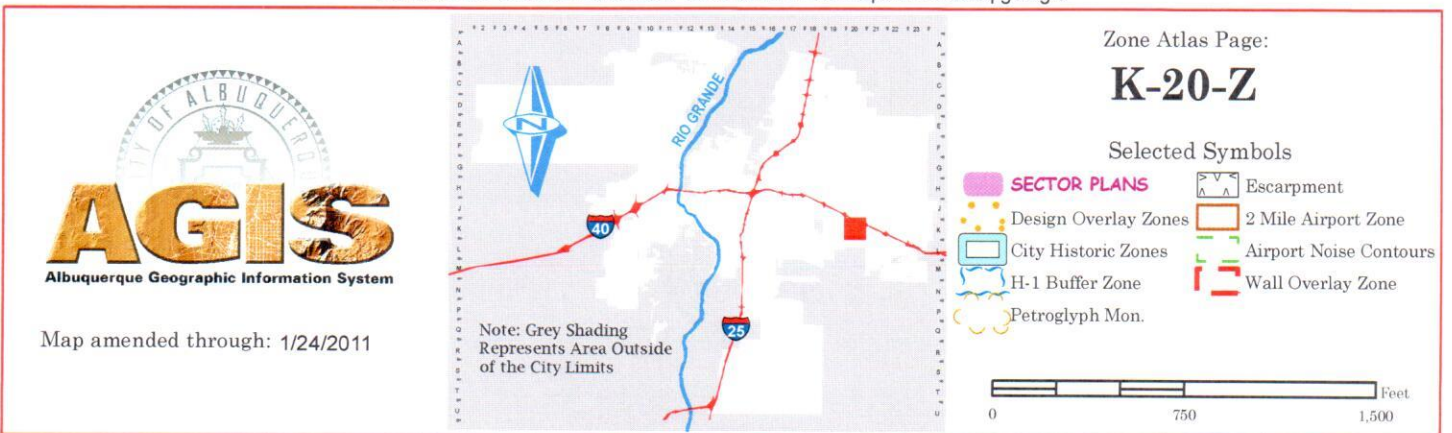 CITY OF ALBUQUERQUE
AGIS
Albuquerque Geographic Information System
Map amended through: 1/24/2011
RIO GRANDE
N
40
25
Note: Grey Shading
Represents Area Outside
of the City Limits
Zone Atlas Page:
K-20-Z
Selected Symbols
SECTOR PLANS
Design Overlay Zones
City Historic Zones
H-1 Buffer Zone
Petroglyph Mon.
Escarpment
2 Mile Airport Zone
Airport Noise Contours
Wall Overlay Zone
Feet
0 750 1,500